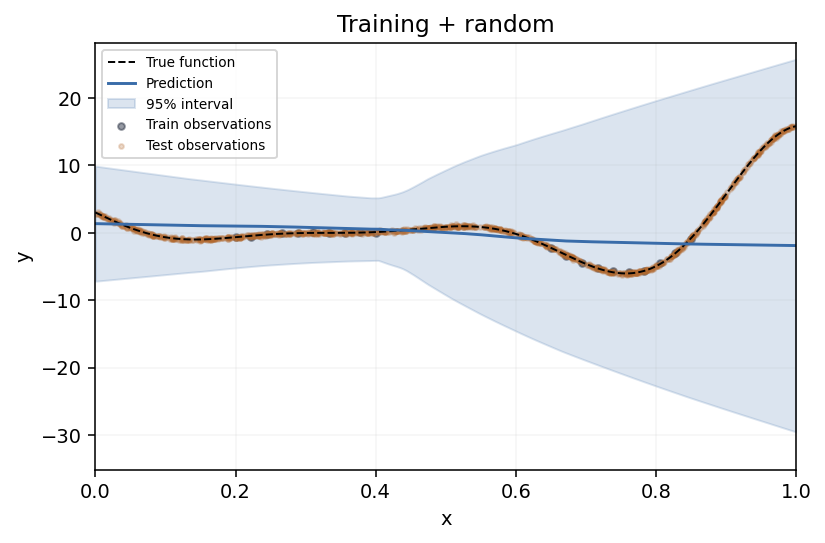 Training + random
True function
Prediction
95% interval
Train observations
Test observations
20
10
0
−10
−20
−30
y
0.0 0.2 0.4 0.6 0.8 1.0
x